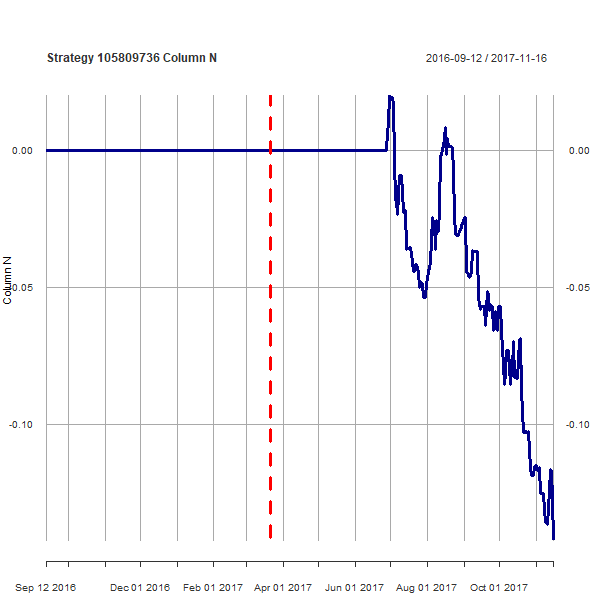 Strategy 105809736 Column N
2016-09-12 / 2017-11-16
0.00
0.00
-0.05
-0.05
-0.10
-0.10
Column N
Sep 12 2016
Dec 01 2016
Feb 01 2017
Apr 01 2017
Jun 01 2017
Aug 01 2017
Oct 01 2017